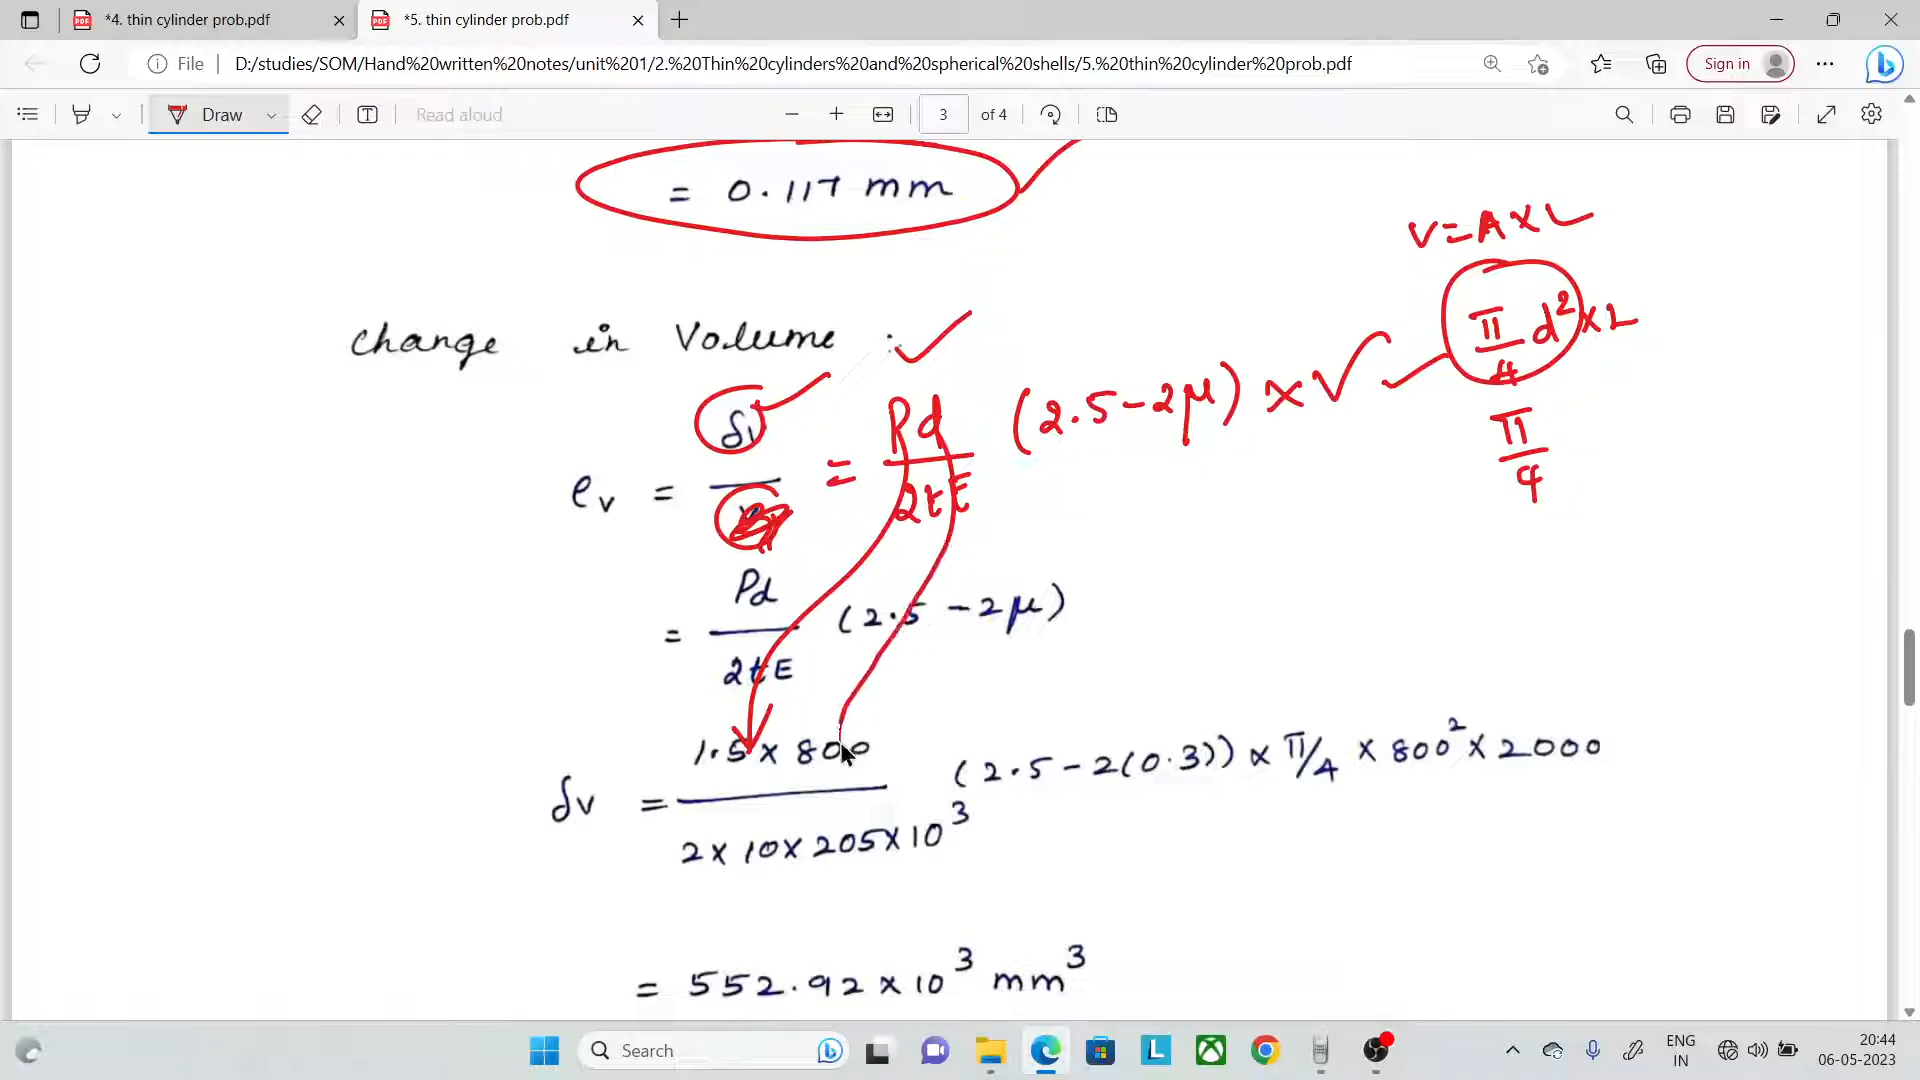 *4. thin cylinder prob.pdf
*5. thin cylinder prob.pdf
File D:/studies/SOM/Hand%20written%20notes/unit%201/2.%20Thin%20cylinders%20and%20spherical%20shells/5.%20thin%20cylinder%20prob.pdf Sign in
Draw Read aloud 3 of 4
= 0.117 mm
V = A × L
π/4 d² × L
π/4
Change in Volume :
e_v = δv/ = Pd/2tE (2.5 - 2μ) × V
= Pd/2tE (2.5 - 2μ)
δv = 1.5 × 800 / 2 × 10 × 205 × 10³ (2.5 - 2(0.3)) × π/4 × 800² × 2000
= 552.92 × 10³ mm³
Search
ENG
IN
20:44
06-05-2023